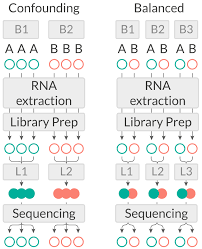 Confounding Balanced
B1 B2 B1 B2 B3
A A A B B B A B A B A B
RNA extraction RNA extraction
Library Prep Library Prep
L1 L2 L1 L2 L3
Sequencing Sequencing